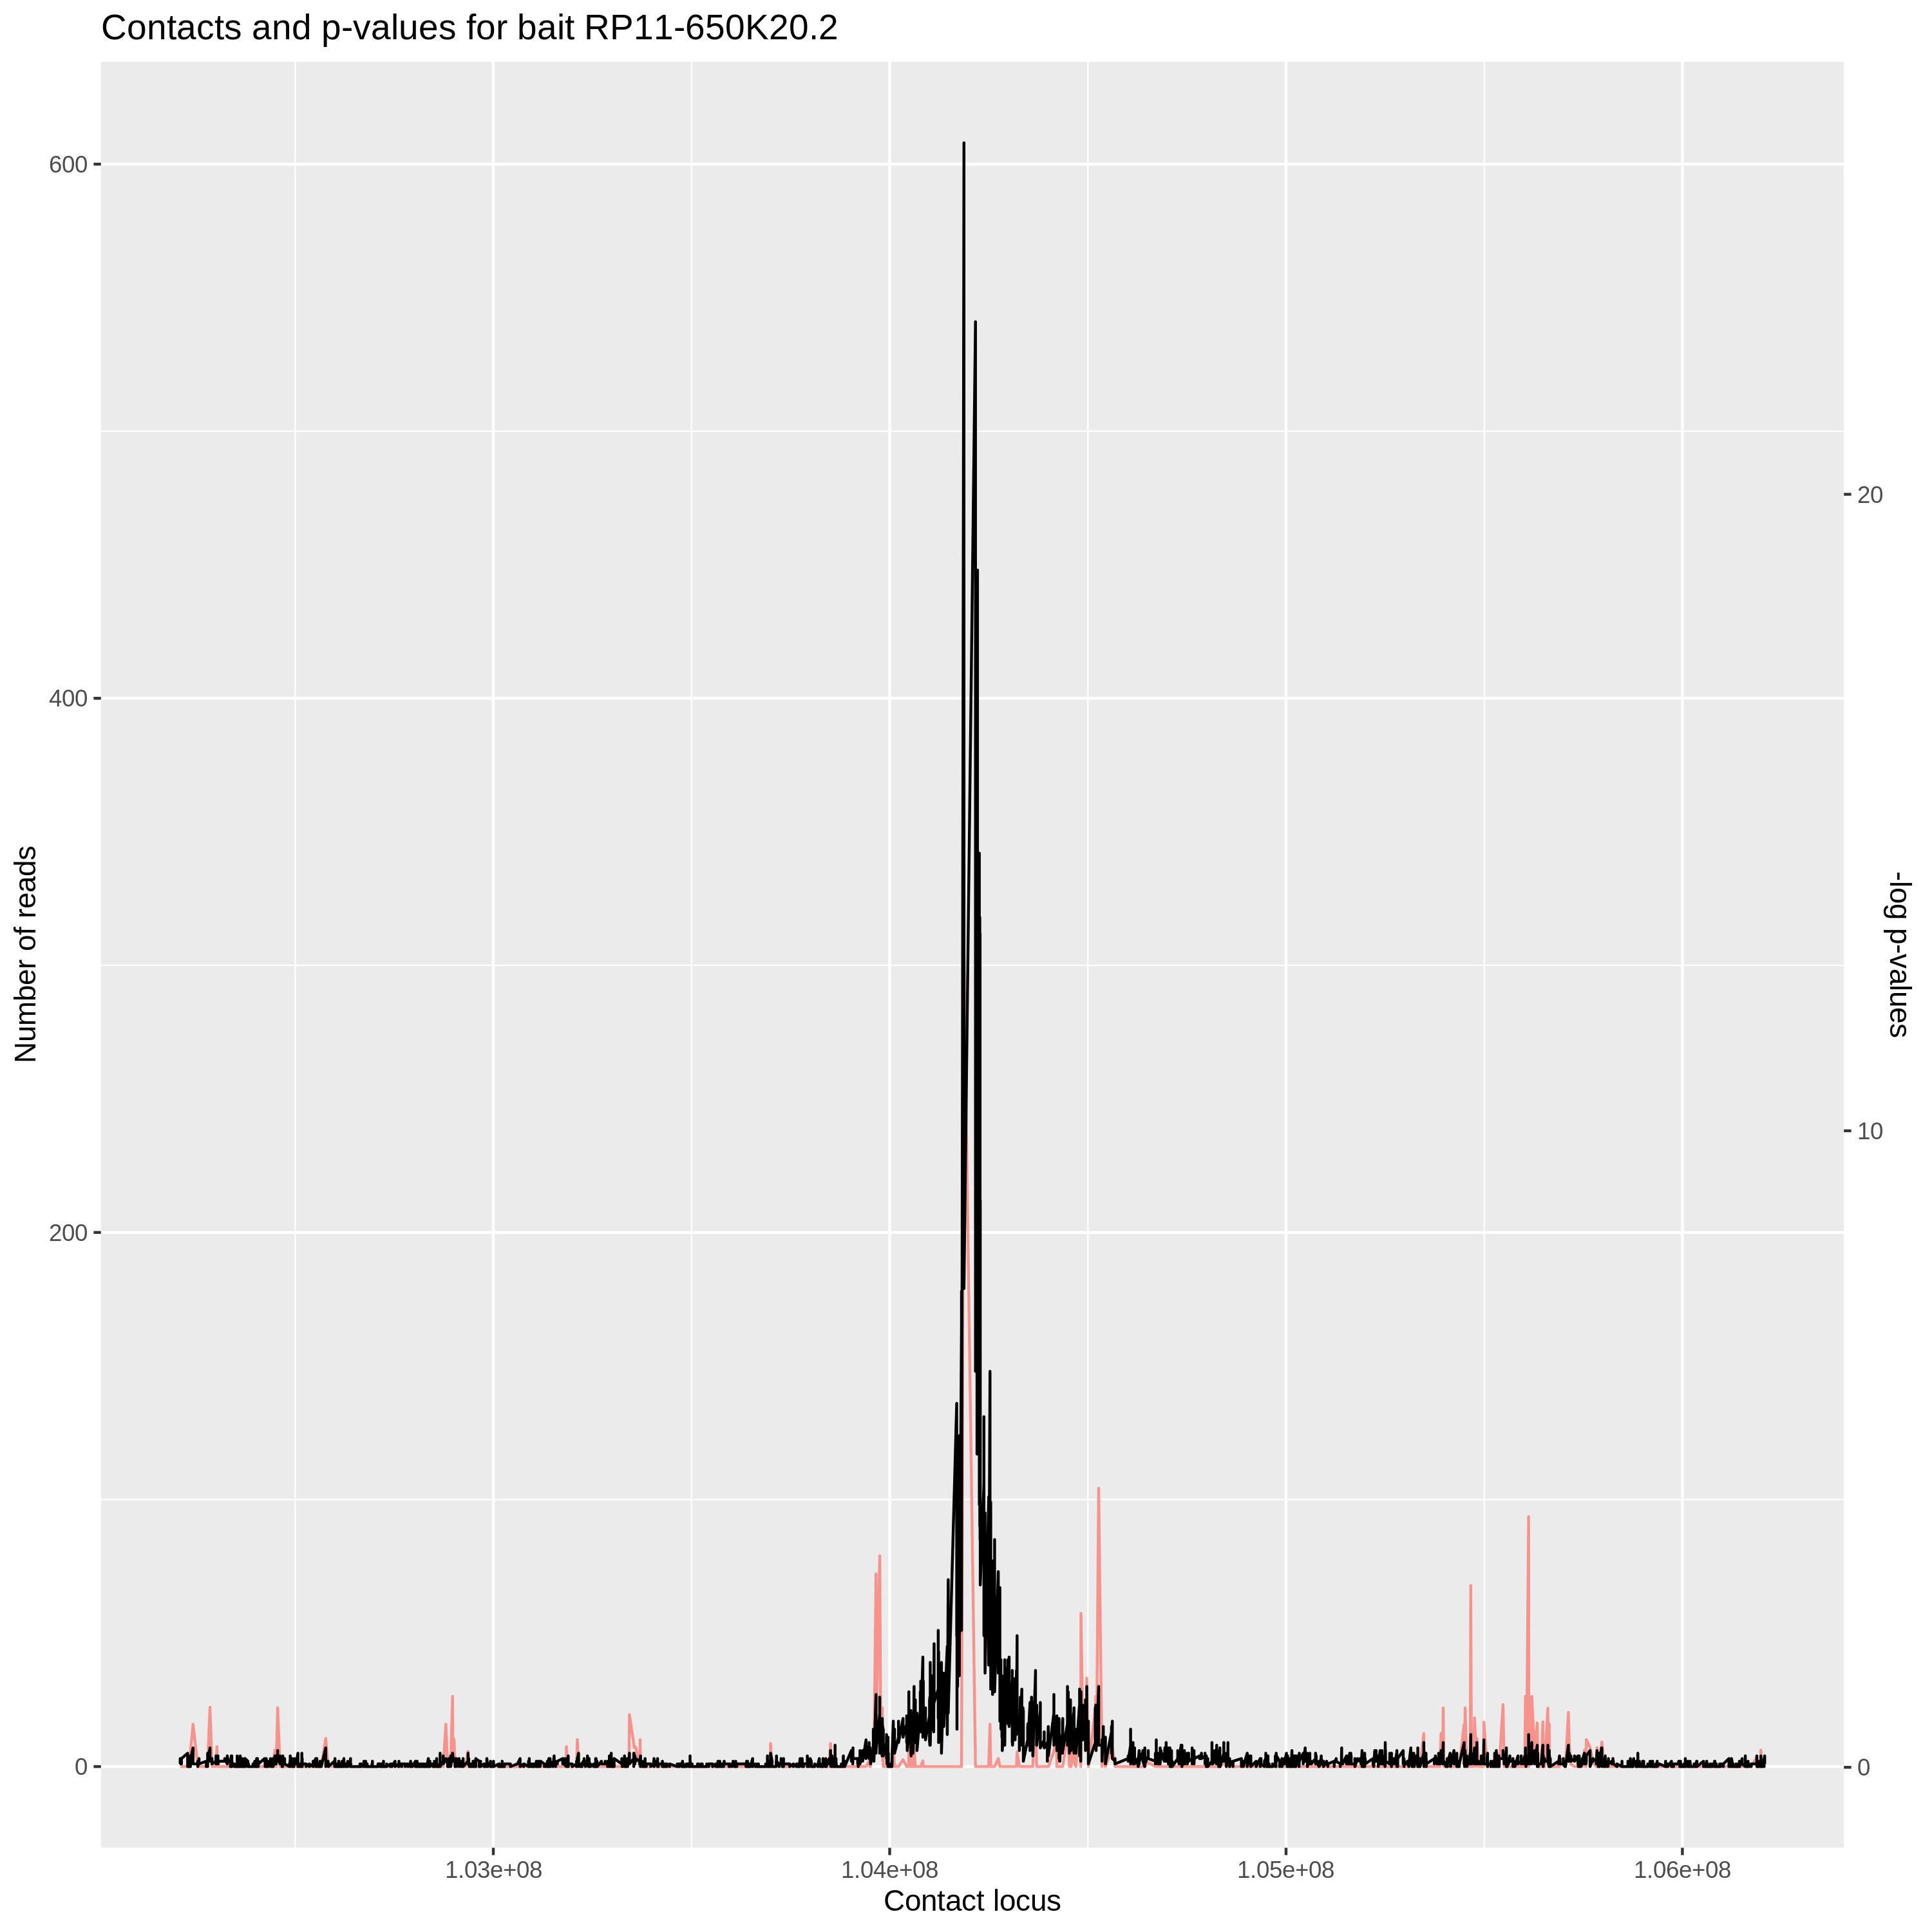 Contacts and p-values for bait RP11-650K20.2
600
400
200
0
Number of reads
20
10
0
-log p-values
1.03e+08
1.04e+08
1.05e+08
1.06e+08
Contact locus